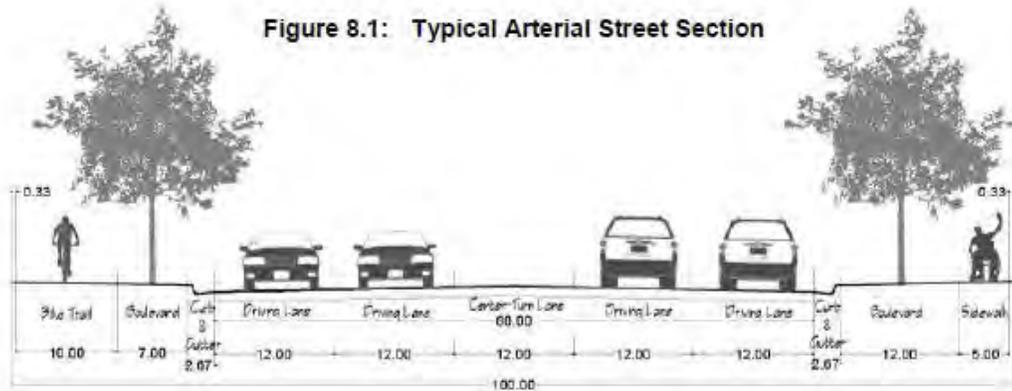 Figure 8.1: Typical Arterial Street Section
0.33 0.33
Bike Trail Boulevard Curb Driving Lane Driving Lane Center-Turn Lane Driving Lane Driving Lane Curb Boulevard Sidewalk
& 60.00 &
Gutter Gutter
10.00 7.00 2.67 12.00 12.00 12.00 12.00 12.00 2.67 12.00 5.00
100.00